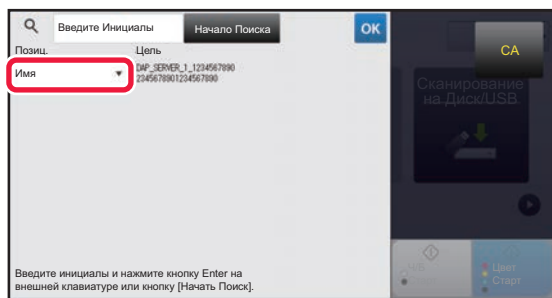 Введите Инициалы
Начало Поиска
OK
CA
Позиц.
Цель
Имя
DAP_SERVER_1_1234567890
2345678901234567890
Сканирование
на Диск/USB
Введите инициалы и нажмите кнопку Enter на
внешней клавиатуре или кнопку [Начать Поиск].
Ч/Б
Цвет
Старт